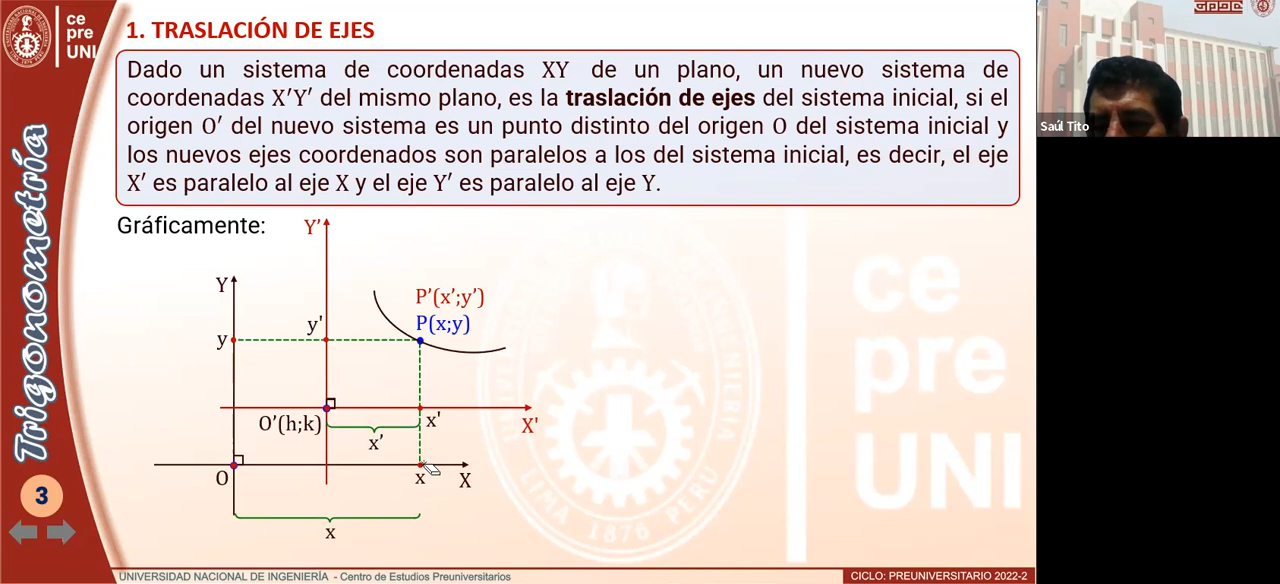 ce
pre
UNI
1. TRASLACIÓN DE EJES
Dado un sistema de coordenadas XY de un plano, un nuevo sistema de
coordenadas X′Y′ del mismo plano, es la traslación de ejes del sistema inicial, si el
origen O′ del nuevo sistema es un punto distinto del origen O del sistema inicial y
los nuevos ejes coordenados son paralelos a los del sistema inicial, es decir, el eje
X′ es paralelo al eje X y el eje Y′ es paralelo al eje Y.
Saúl Tito
Trigonometría
Gráficamente:
Y’
Y
P’(x’;y’)
y'
P(x;y)
y
O’(h;k)
x'
X'
x’
O
x
X
x
ce
pre
UNI
LIMA 1876 PERU
3
UNIVERSIDAD NACIONAL DE INGENIERÍA - Centro de Estudios Preuniversitarios
CICLO: PREUNIVERSITARIO 2022-2